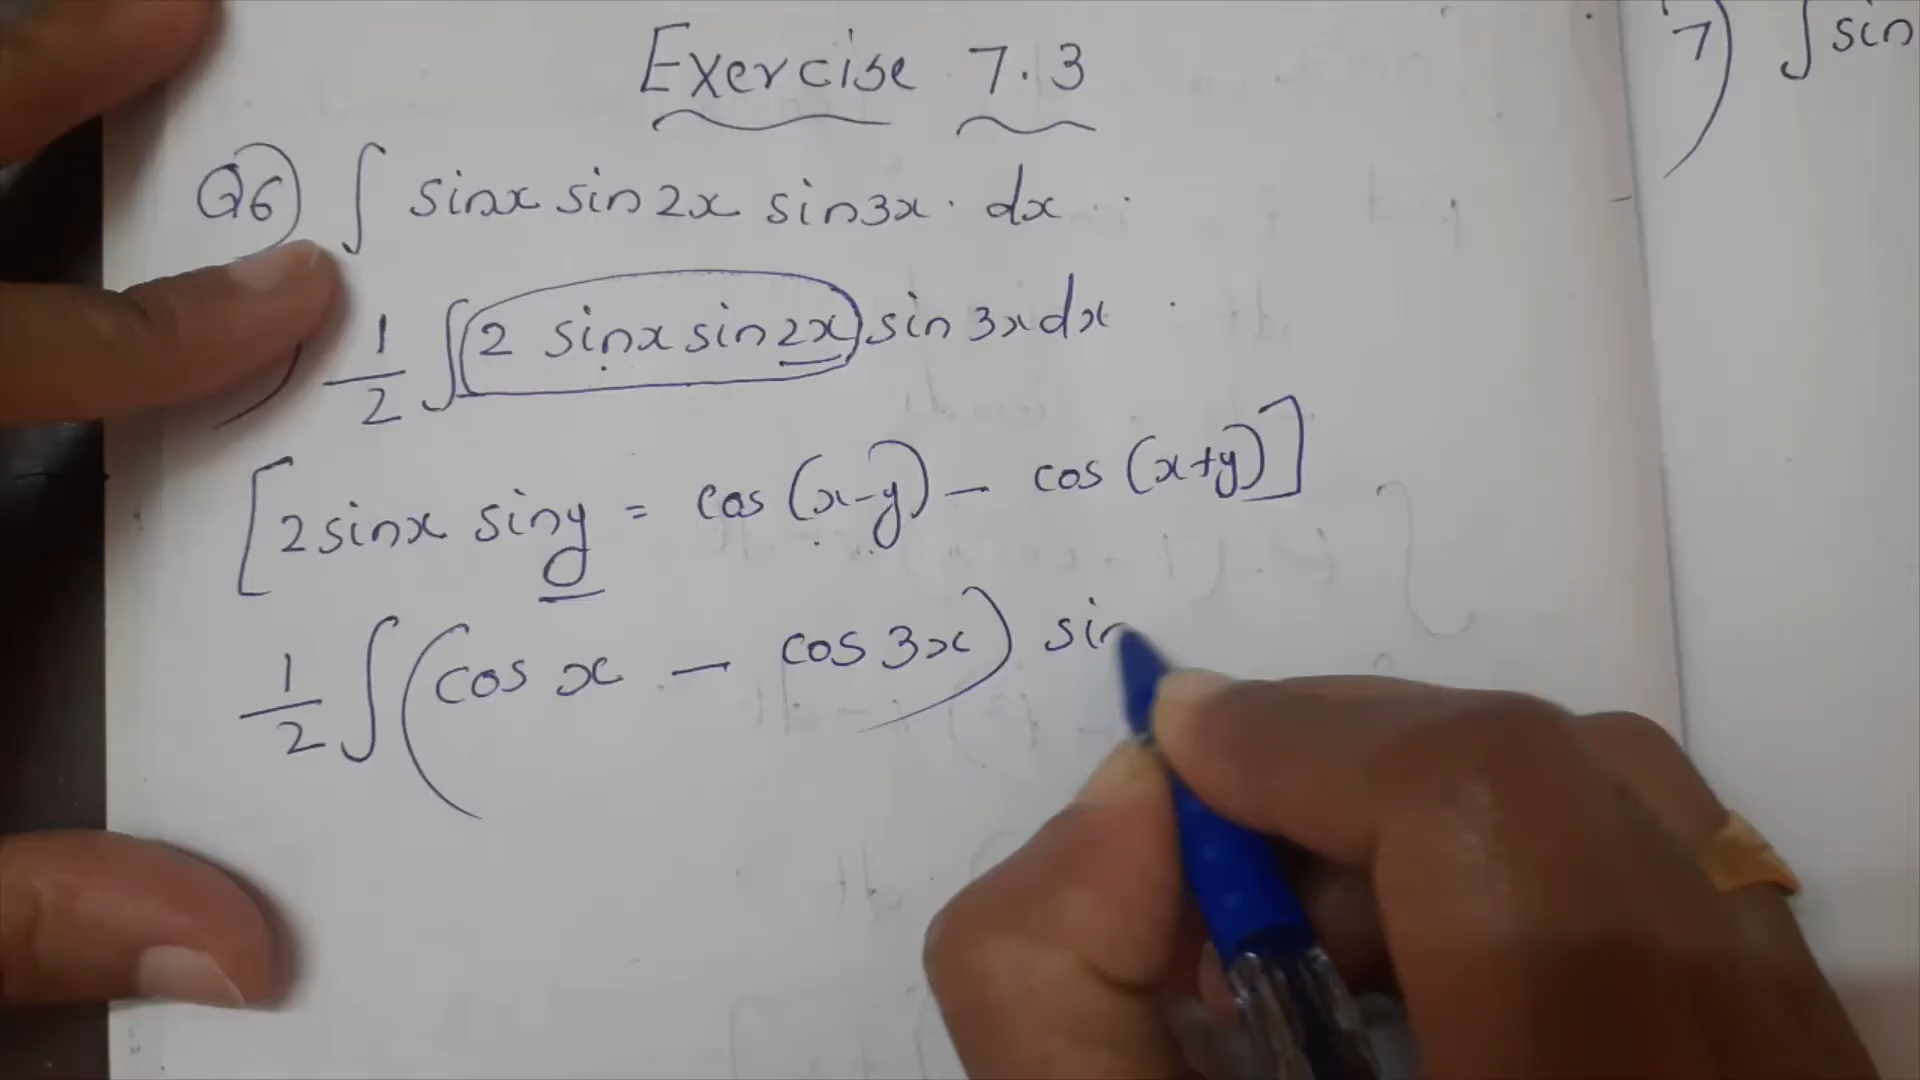 Exercise 7.3
Q6) ∫ sinx sin2x sin3x. dx
1/2 ∫(2 sinx sin2x) sin3x dx
[2sinx siny = cos(x-y) - cos(x+y)]
1/2 ∫(cos x - cos 3x) sin
7) ∫ sin